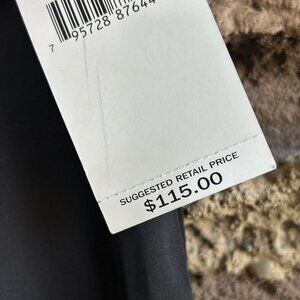 7 95728 87644
SUGGESTED RETAIL PRICE
$115.00